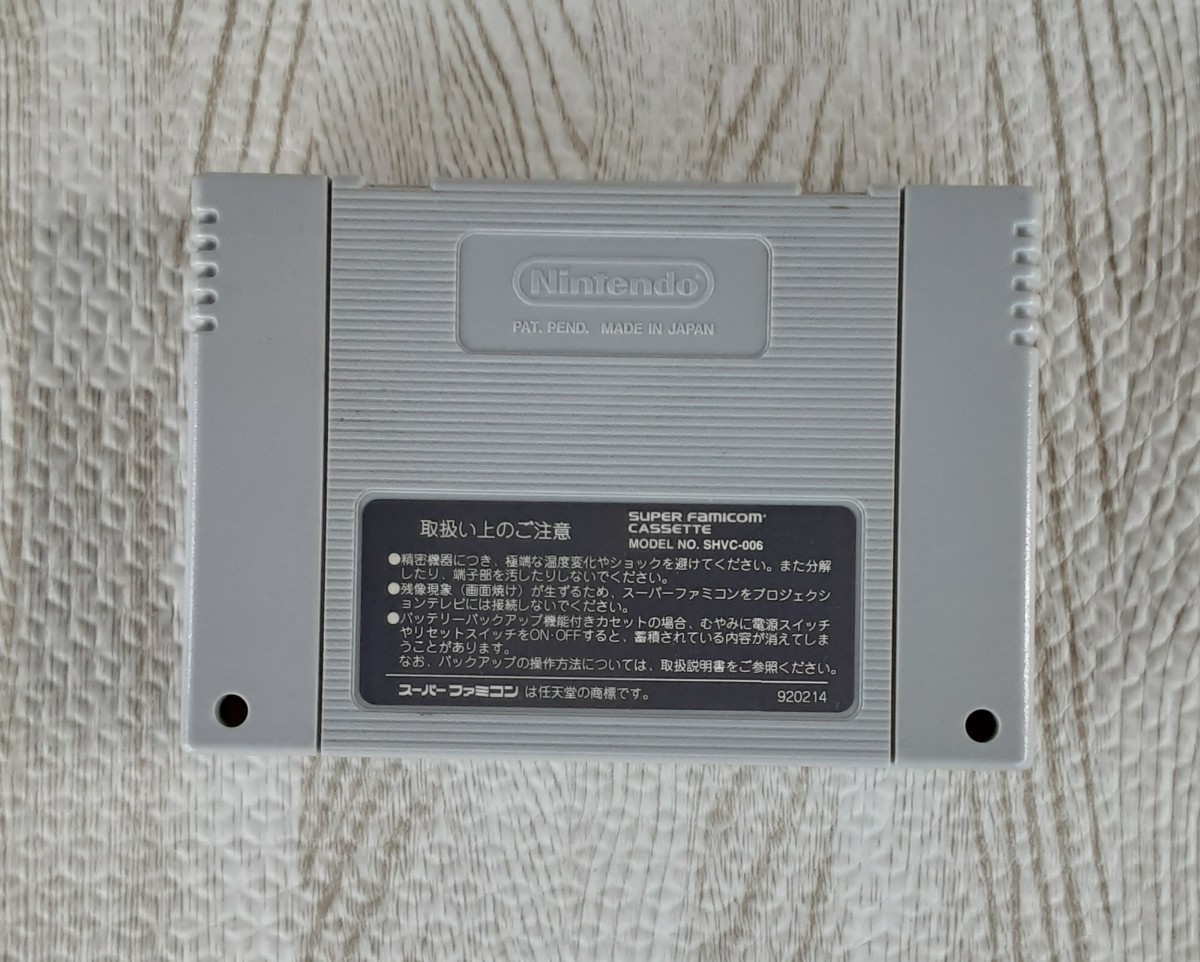 Nintendo
PAT. PEND. MADE IN JAPAN
取扱い上のご注意
SUPER FAMICOM
CASSETTE
MODEL NO. SHVC-006
●精密機器につき、極端な温度変化やショックを避けてください。また分解
したり、端子部を汚したりしないでください。
●残像現象（画面焼け）が生ずるため、スーパーファミコンをプロジェクシ
ョンテレビには接続しないでください。
●バッテリーバックアップ機能付きカセットの場合、むやみに電源スイッチ
やリセットスイッチをON・OFFすると、蓄積されている内容が消えてしま
うことがあります。
なお、バックアップの操作方法については、取扱説明書をご参照ください。
スーパーファミコン は任天堂の商標です。
920214